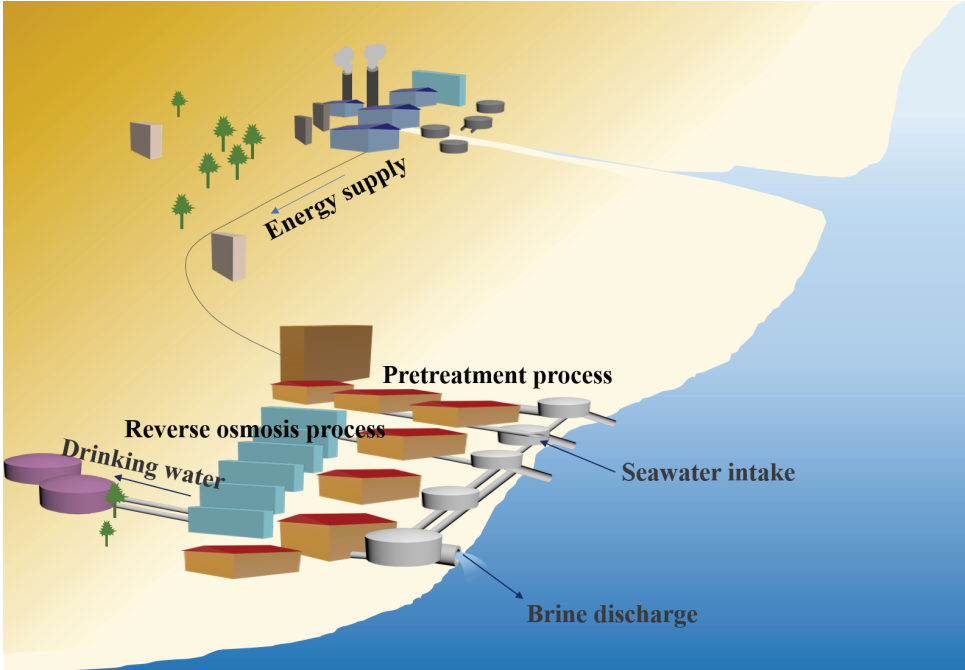 Energy supply
Pretreatment process
Reverse osmosis process
Drinking water
Seawater intake
Brine discharge